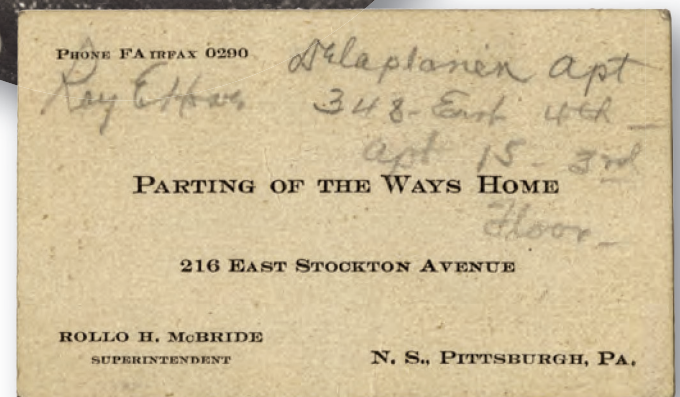 PHONE FAIRFAX 0290
Roy E
apt
348-East 4th
apt 15-3rd
Floor-
PARTING OF THE WAYS HOME
216 EAST STOCKTON AVENUE
ROLLO H. McBRIDE
SUPERINTENDENT
N. S., PITTSBURGH, PA.